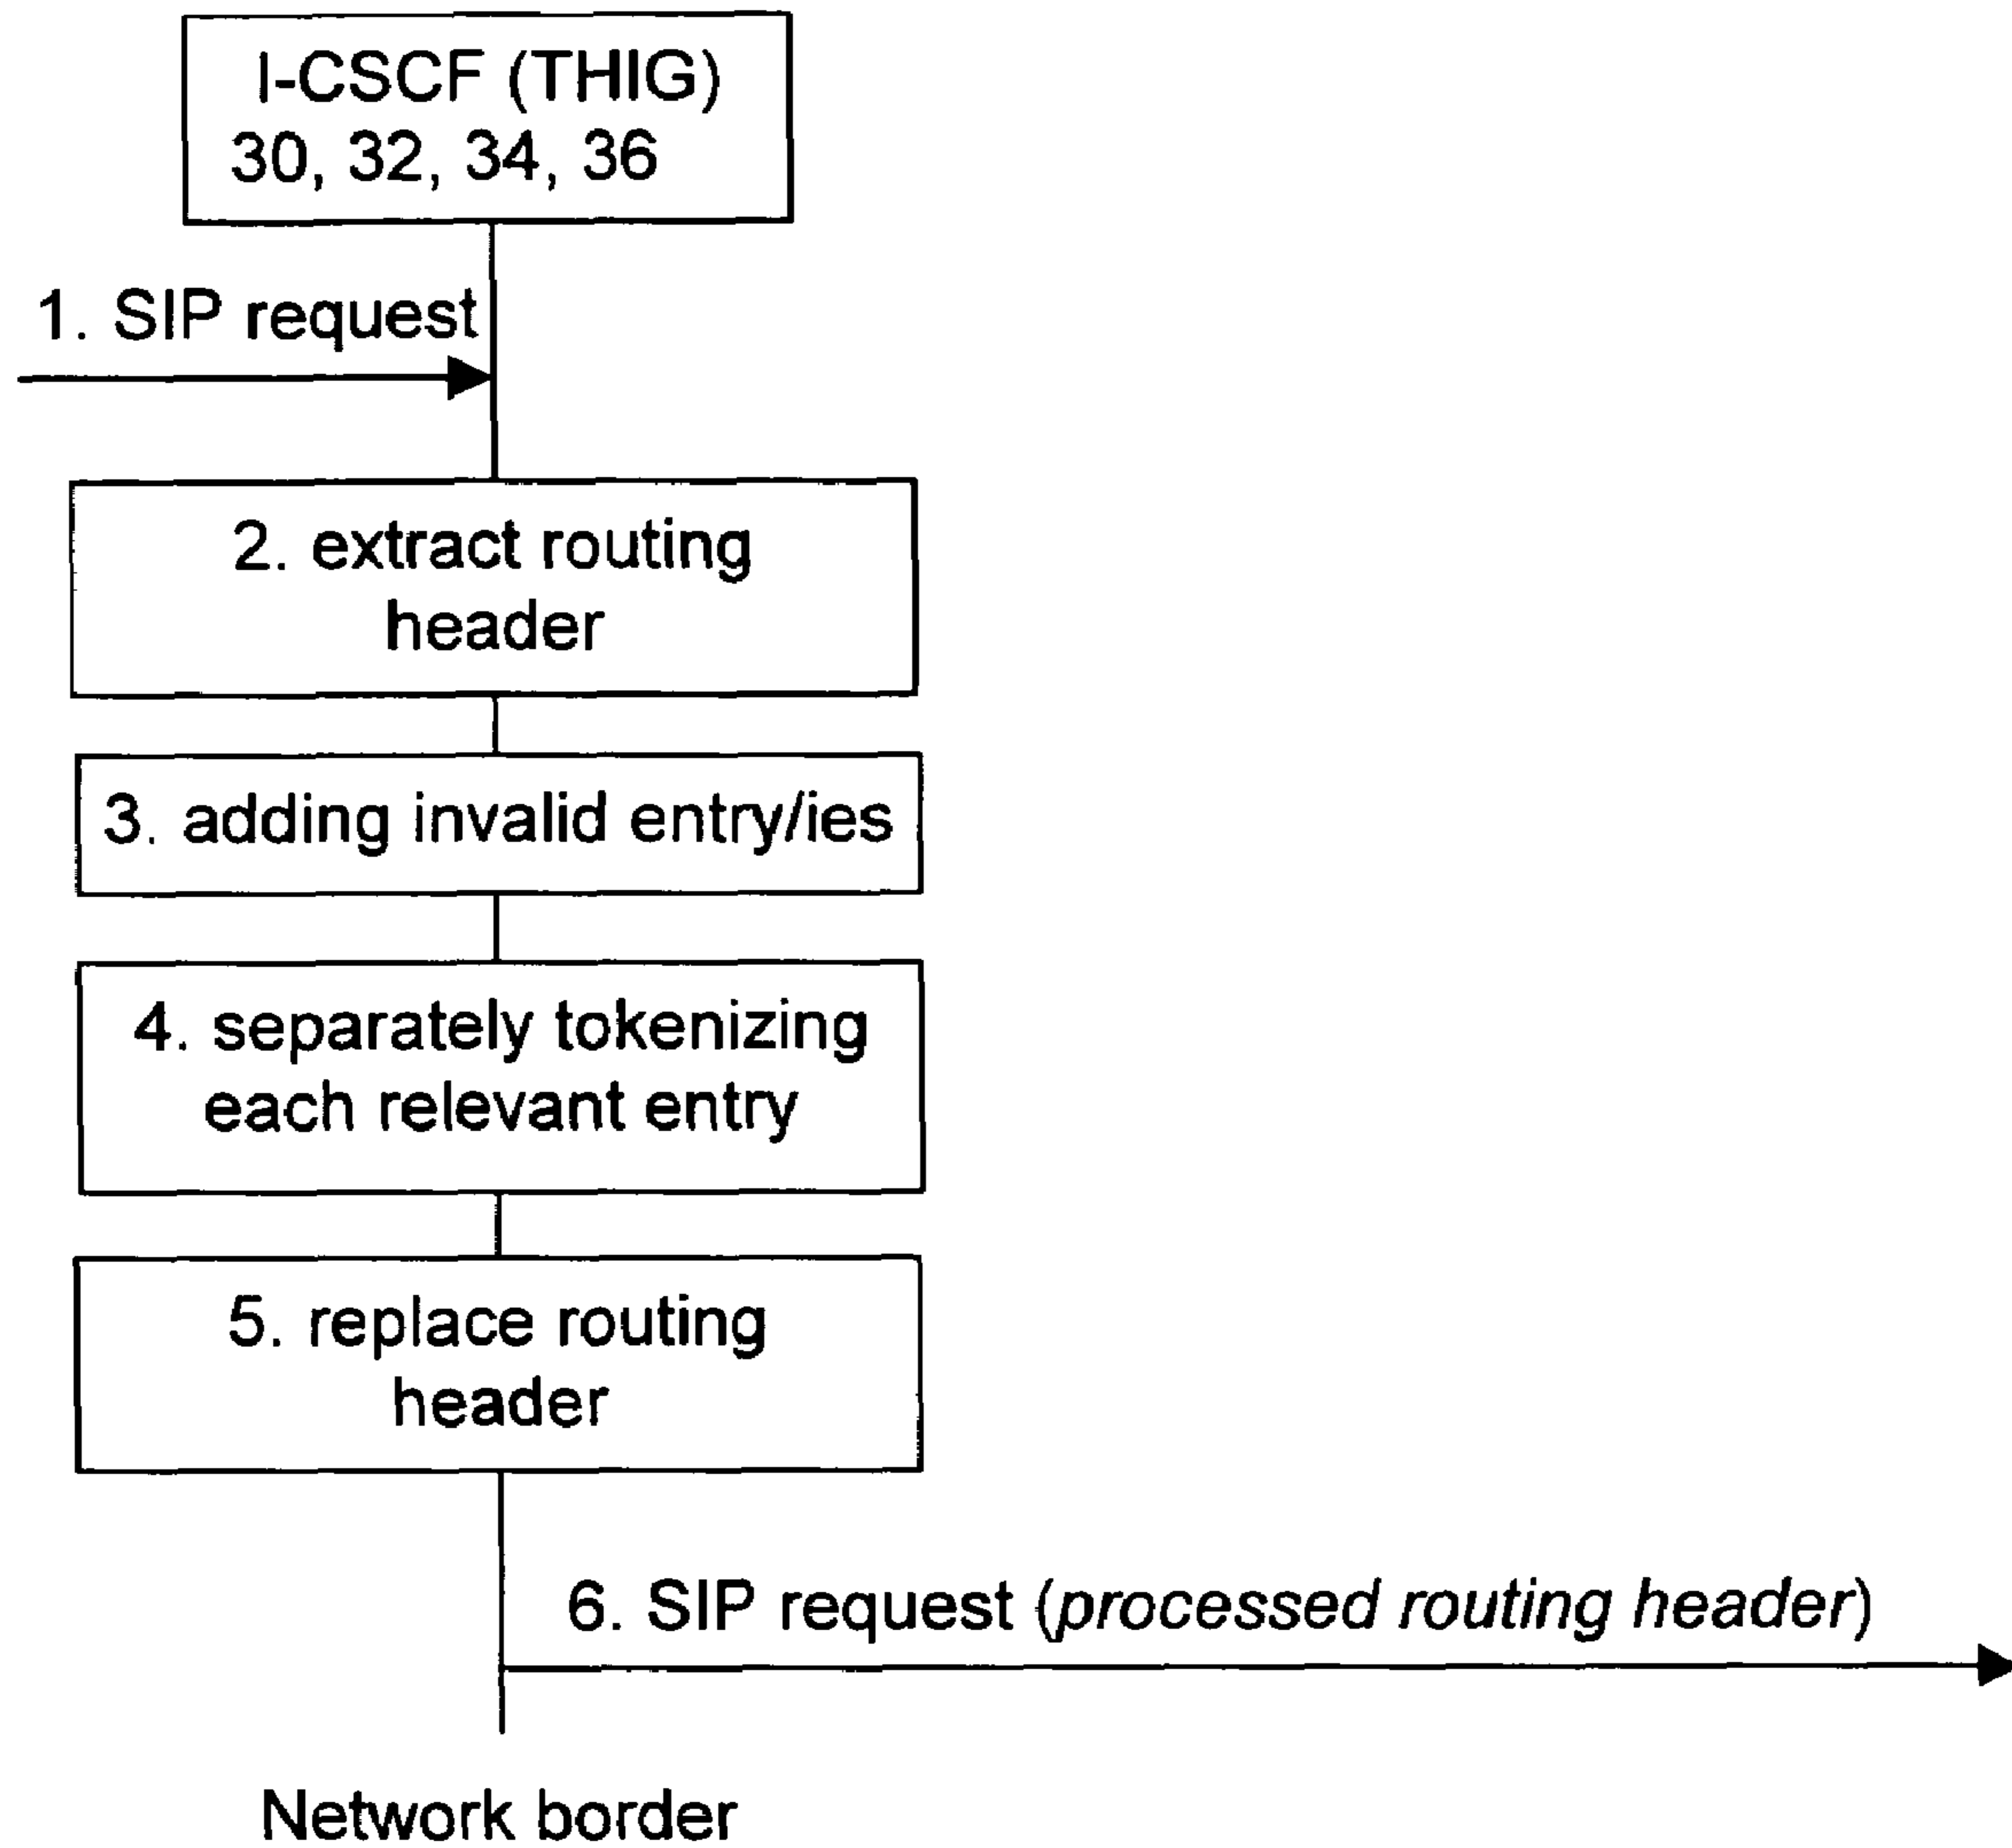 I-CSCF (THIG)
30, 32, 34, 36
1. SIP request
2. extract routing
header
3. adding invalid entry/ies
4. separately tokenizing
each relevant entry
5. replace routing
header
6. SIP request (processed routing header)
Network border